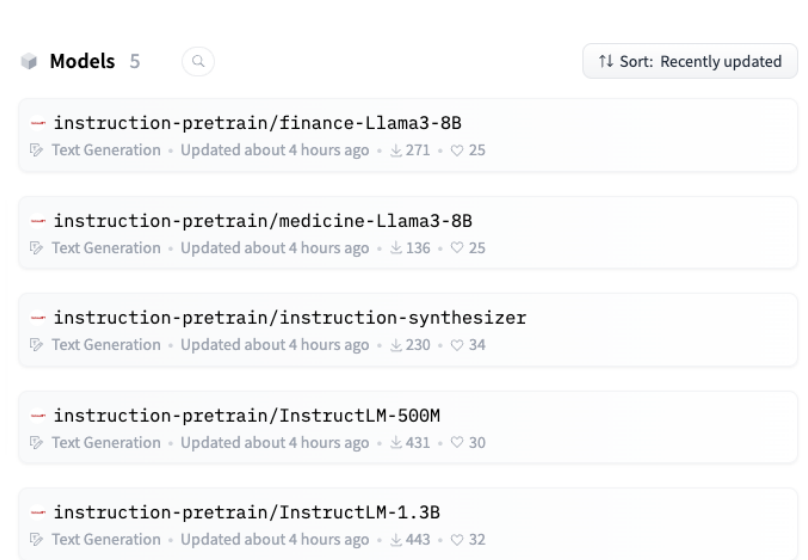 Models 5
Sort: Recently updated
instruction-pretrain/finance-Llama3-8B
Text Generation • Updated about 4 hours ago • 271 • 25
instruction-pretrain/medicine-Llama3-8B
Text Generation • Updated about 4 hours ago • 136 • 25
instruction-pretrain/instruction-synthesizer
Text Generation • Updated about 4 hours ago • 230 • 34
instruction-pretrain/InstructLM-500M
Text Generation • Updated about 4 hours ago • 431 • 30
instruction-pretrain/InstructLM-1.3B
Text Generation • Updated about 4 hours ago • 443 • 32